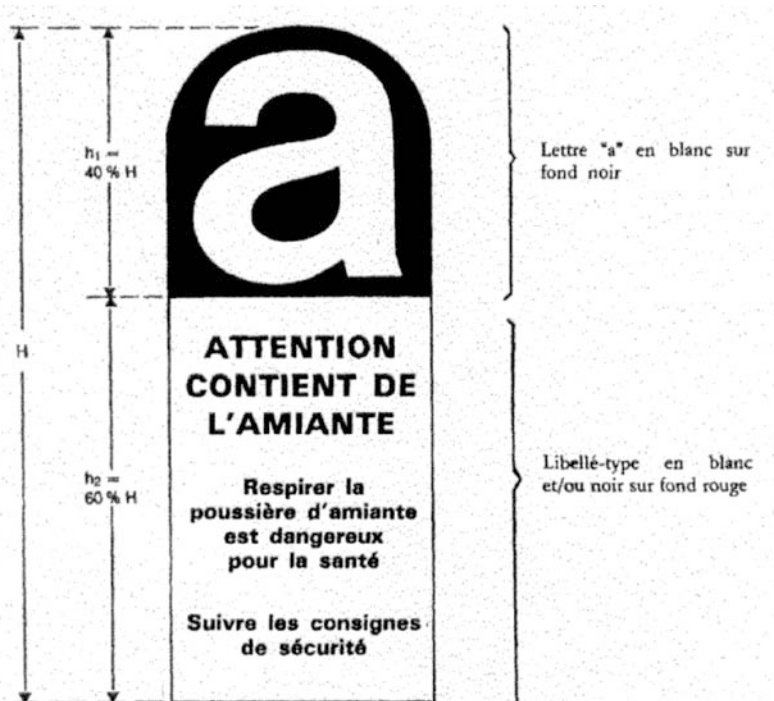 a
h₁ =
40 % H
Lettre "a" en blanc sur
fond noir
H
ATTENTION
CONTIENT DE
L'AMIANTE
h₂ =
60 % H
Respirer la
poussière d'amiante
est dangereux
pour la santé
Suivre les consignes
de sécurité
Libellé-type en blanc
et/ou noir sur fond rouge